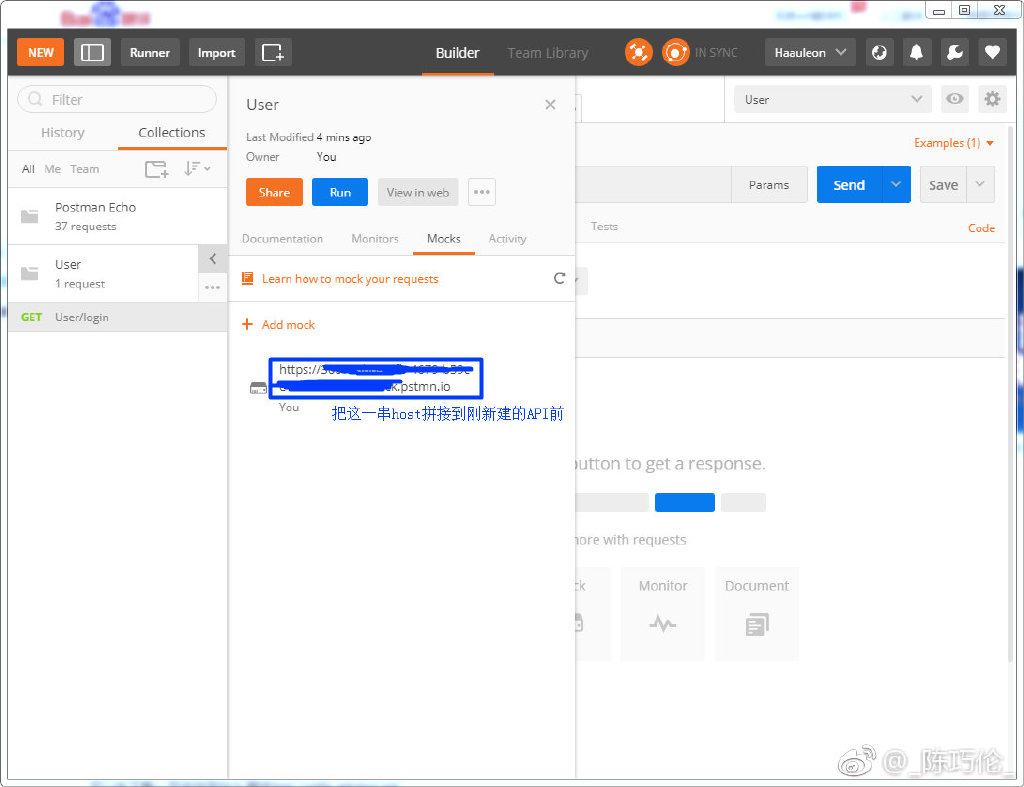 NEW
Runner
Import
Builder
Team Library
IN SYNC
Haauleon
Filter
History
Collections
All
Me
Team
Postman Echo
37 requests
User
1 request
GET
User/login
User
Last Modified 4 mins ago
Owner You
Share
Run
View in web
Documentation
Monitors
Mocks
Activity
Learn how to mock your requests
Add mock
https://
.pstmn.io
You
把这一串host拼接到刚新建的API前
User
Examples (1)
Params
Send
Save
Tests
Code
button to get a response.
more with requests
Monitor
Document
@_陈巧伦_